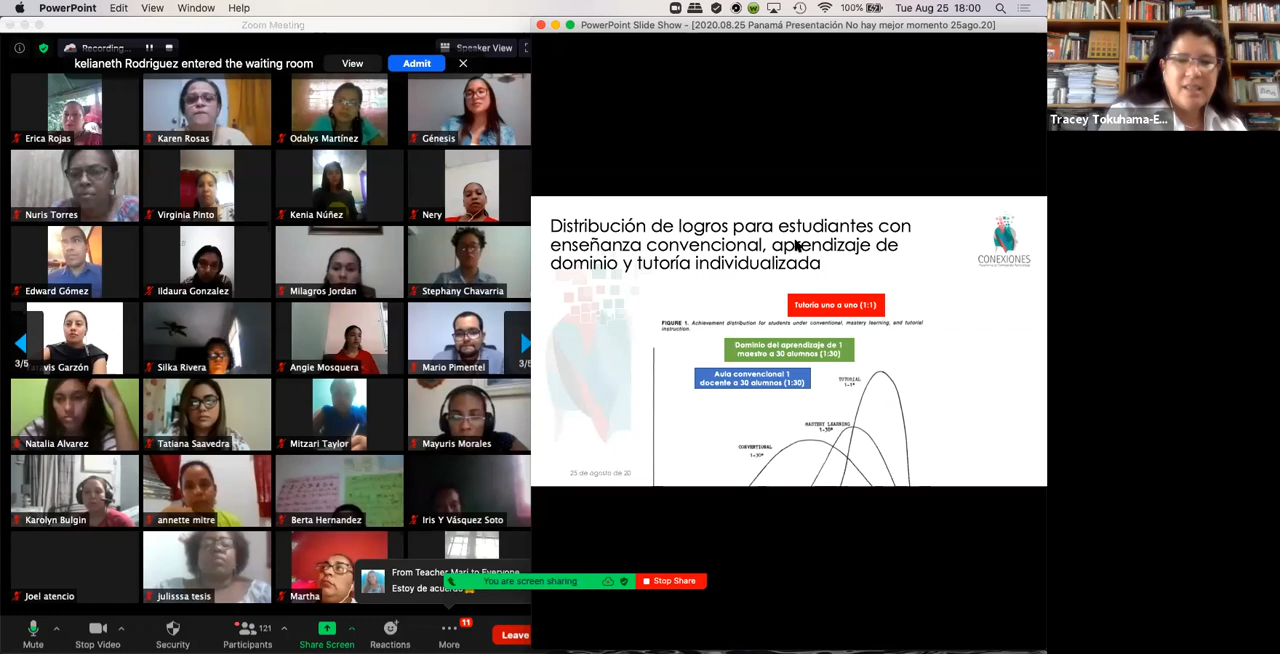 PowerPoint File Edit View Window Help
100% Tue Aug 25 18:00
Zoom Meeting
PowerPoint Slide Show - [2020.08.25 Panamá Presentación No hay mejor momento 25ago.20]
Recording...
Speaker View
kelianeth Rodriguez entered the waiting room
View
Admit
Erica Rojas
Karen Rosas
Odalys Martínez
Génesis
Tracey Tokuhama-E...
Nuris Torres
Virginia Pinto
Kenia Núñez
Nery
Edward Gómez
Ildaura Gonzalez
Milagros Jordan
Stephany Chavarria
3/5
Garzón
Silka Rivera
Angie Mosquera
Mario Pimentel
3/5
Natalia Alvarez
Tatiana Saavedra
Mitzari Taylor
Mayuris Morales
Karolyn Bulgin
annette mitre
Berta Hernandez
Iris Y Vásquez Soto
Joel atencio
Julisssa tesis
Martha
From Teacher Mari to Everyone
Estoy de acuerdo
You are screen sharing
Stop Share
Mute
Stop Video
Security
121
Participants
Share Screen
Reactions
11
More
Leave
Distribución de logros para estudiantes con
enseñanza convencional, aprendizaje de
dominio y tutoría individualizada
CONEXIONES
Tutoría uno a uno (1:1)
FIGURE 1. Achievement distribution for students under conventional, mastery learning, and tutorial
instruction.
Dominio del aprendizaje de 1
maestro a 30 alumnos (1:30)
Aula convencional 1
docente a 30 alumnos (1:30)
TUTORIAL
1-1*
MASTERY LEARNING
1-30*
CONVENTIONAL
1-30*
25 de agosto de 20